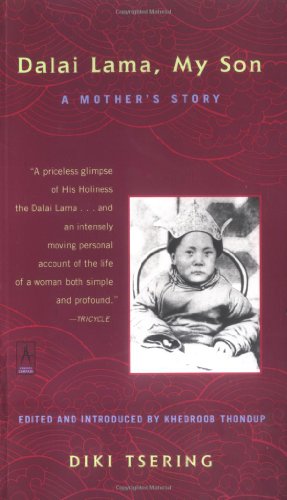 Dalai Lama, My Son
A MOTHER'S STORY
"A priceless glimpse
of His Holiness
the Dalai Lama . . . and
an intensely
moving personal
account of the life
of a woman both simple
and profound."
—TRICYCLE
EDITED AND INTRODUCED BY KHEDROOB THONDUP
DIKI TSERING